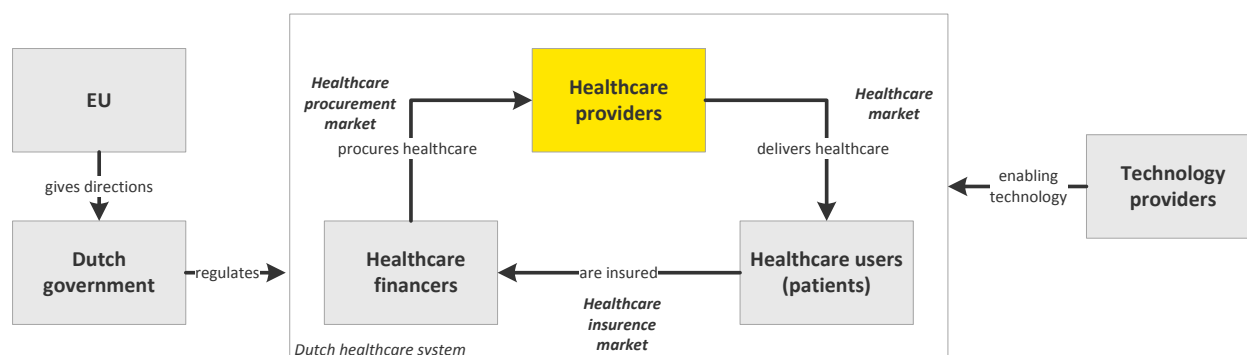 EU
gives directions
Dutch
government
regulates
Healthcare
procurement
market
procures healthcare
Healthcare
providers
Healthcare
market
delivers healthcare
Healthcare
financers
are insured
Healthcare users
(patients)
Healthcare
insurence
market
Dutch healthcare system
enabling
technology
Technology
providers